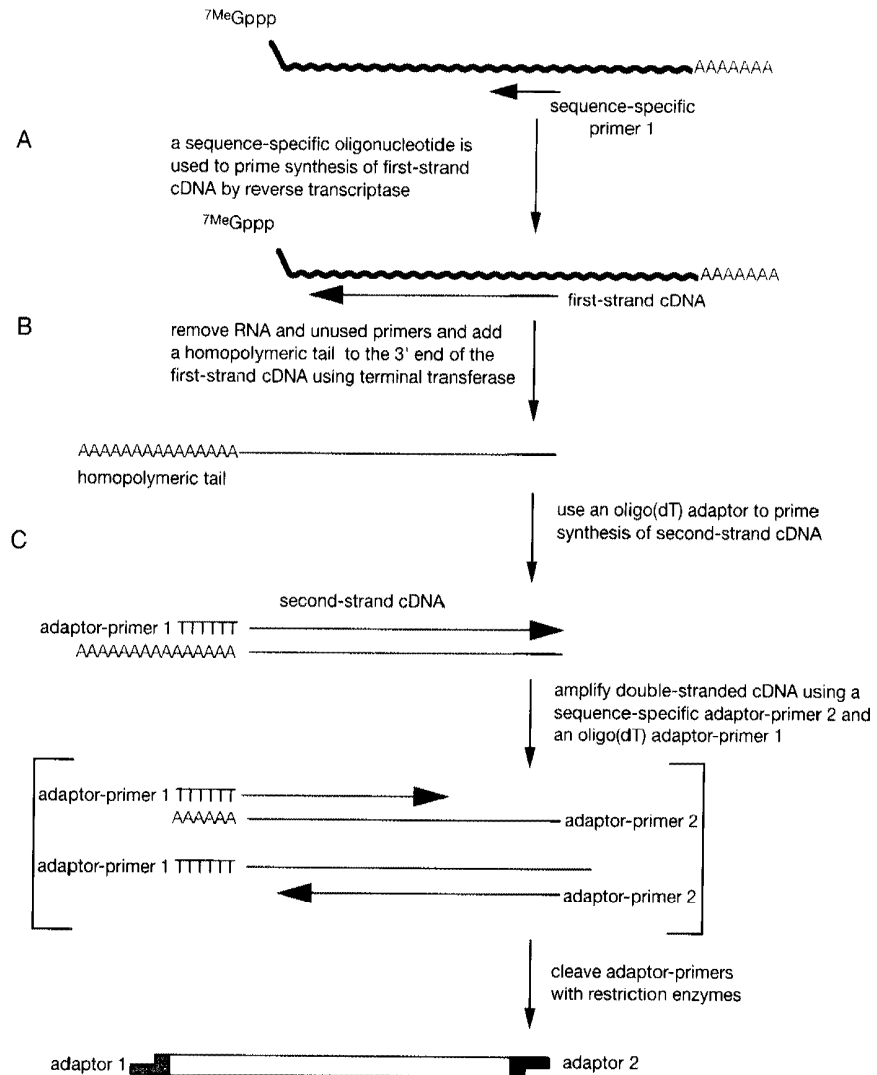 7MeGppp
AAAAAAA
sequence-specific
primer 1
A
a sequence-specific oligonucleotide is
used to prime synthesis of first-strand
cDNA by reverse transcriptase
7MeGppp
AAAAAAA
first-strand cDNA
B
remove RNA and unused primers and add
a homopolymeric tail to the 3' end of the
first-strand cDNA using terminal transferase
AAAAAAAAAAAAAAA
homopolymeric tail
use an oligo(dT) adaptor to prime
synthesis of second-strand cDNA
C
second-strand cDNA
adaptor-primer 1 TTTTTT
AAAAAAAAAAAAAAA
amplify double-stranded cDNA using a
sequence-specific adaptor-primer 2 and
an oligo(dT) adaptor-primer 1
adaptor-primer 1 TTTTTT
AAAAAA adaptor-primer 2
adaptor-primer 1 TTTTTT
adaptor-primer 2
cleave adaptor-primers
with restriction enzymes
adaptor 1 adaptor 2